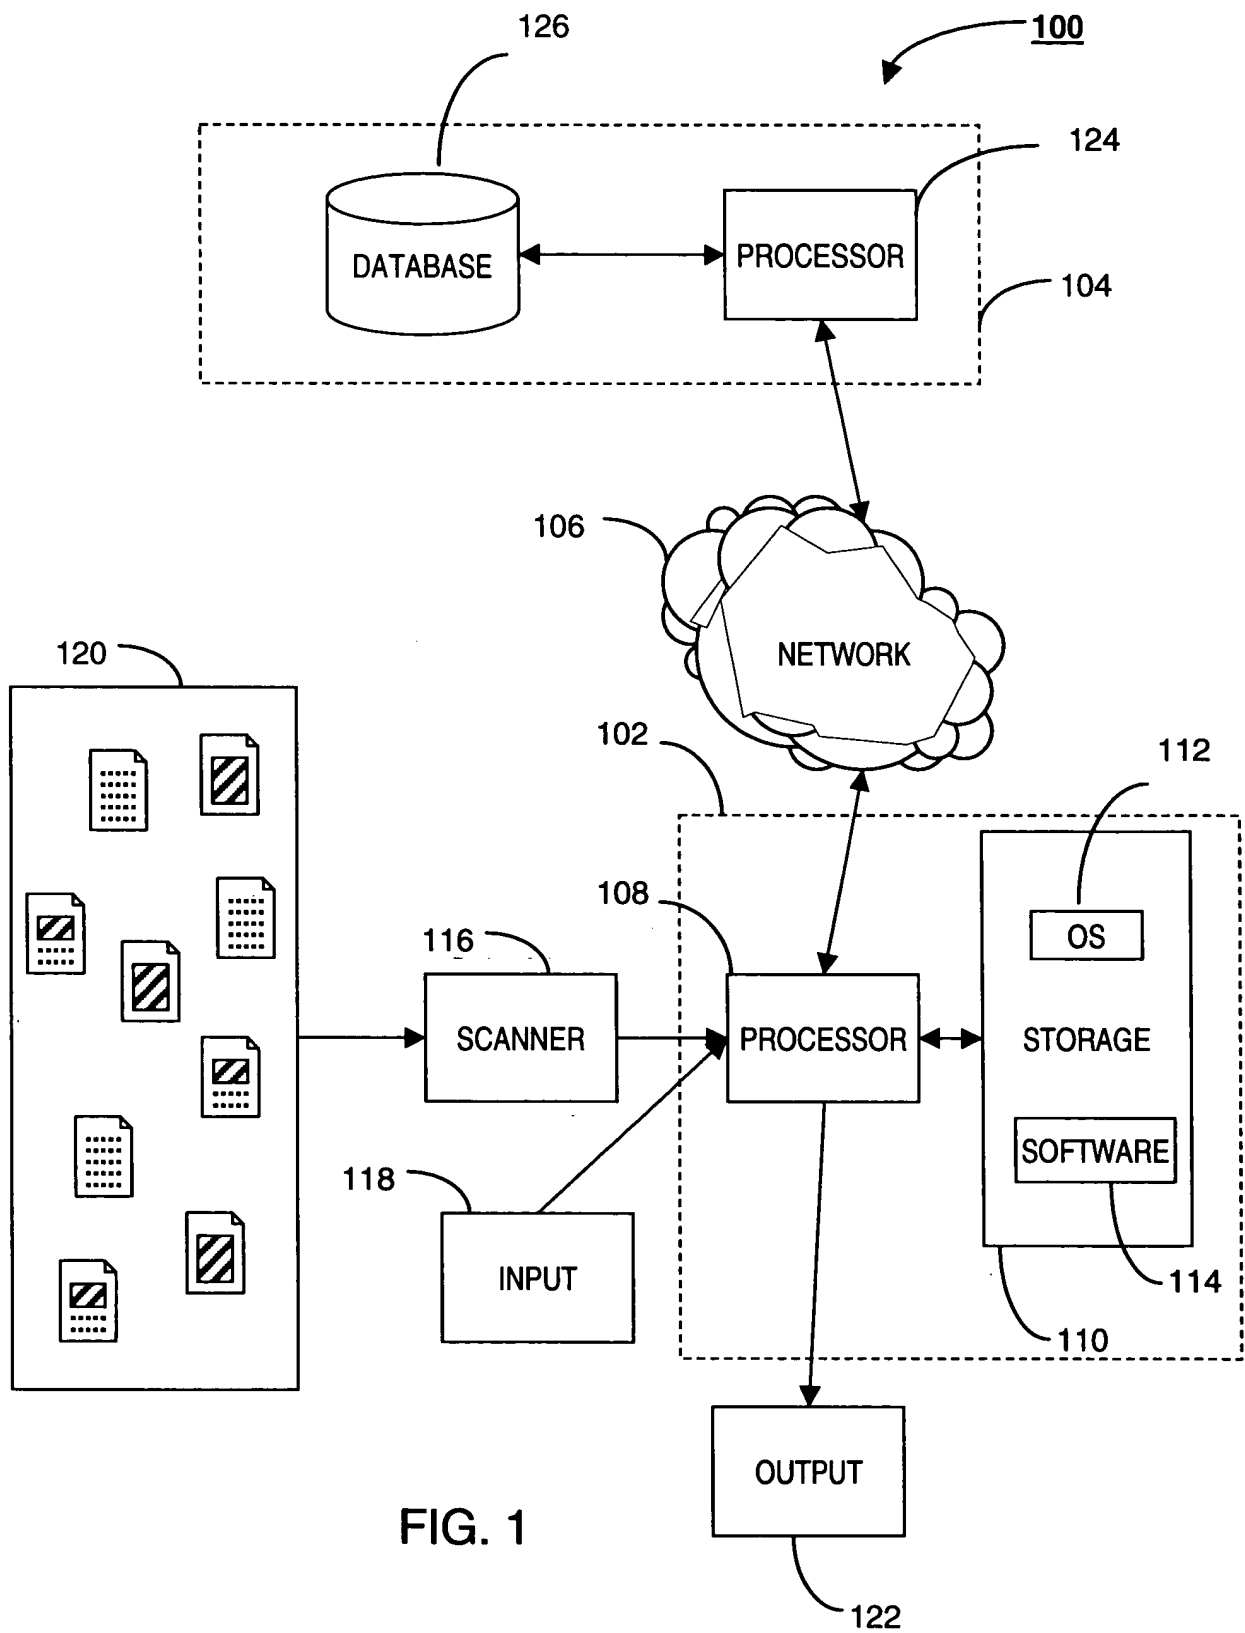 126
100
124
DATABASE
PROCESSOR
104
106
NETWORK
120
102
112
108
OS
116
SCANNER
PROCESSOR
STORAGE
SOFTWARE
118
INPUT
114
110
OUTPUT
FIG. 1
122